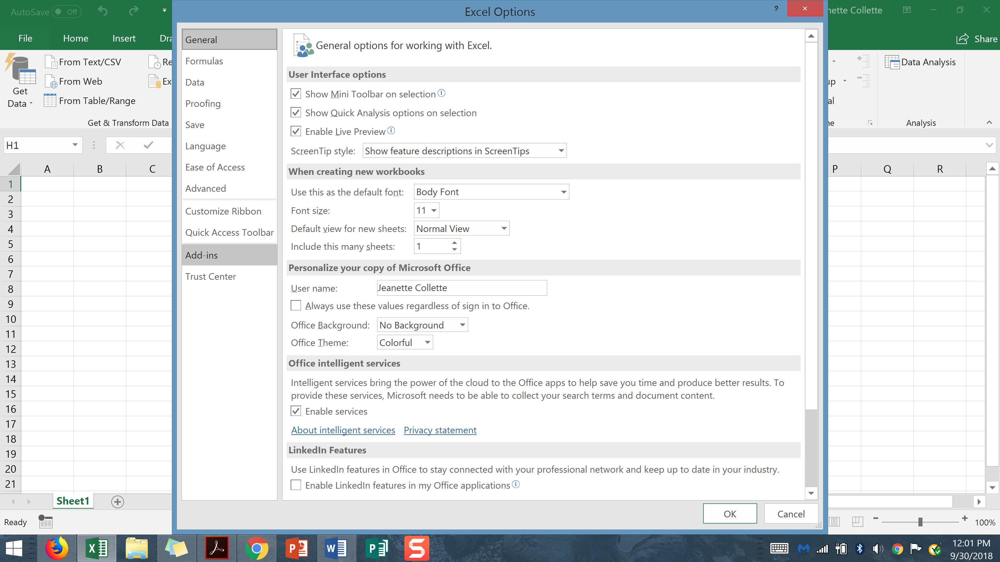 AutoSave Off
Excel Options
?
nette Collette
File Home Insert Dra
Share
Get Data
From Text/CSV
From Web
From Table/Range
Re
Ex
Get & Transform Data
up
al
ne
Data Analysis
Analysis
H1
A B C
P Q R
1
2
3
4
5
6
7
8
9
10
11
12
13
14
15
16
17
18
19
20
21
General
Formulas
Data
Proofing
Save
Language
Ease of Access
Advanced
Customize Ribbon
Quick Access Toolbar
Add-ins
Trust Center
General options for working with Excel.
User Interface options
Show Mini Toolbar on selection
Show Quick Analysis options on selection
Enable Live Preview
ScreenTip style: Show feature descriptions in ScreenTips
When creating new workbooks
Use this as the default font: Body Font
Font size: 11
Default view for new sheets: Normal View
Include this many sheets: 1
Personalize your copy of Microsoft Office
User name: Jeanette Collette
Always use these values regardless of sign in to Office.
Office Background: No Background
Office Theme: Colorful
Office intelligent services
Intelligent services bring the power of the cloud to the Office apps to help save you time and produce better results. To
provide these services, Microsoft needs to be able to collect your search terms and document content.
Enable services
About intelligent services Privacy statement
LinkedIn Features
Use LinkedIn features in Office to stay connected with your professional network and keep up to date in your industry.
Enable LinkedIn features in my Office applications
OK Cancel
Sheet1
Ready
100%
12:01 PM
9/30/2018